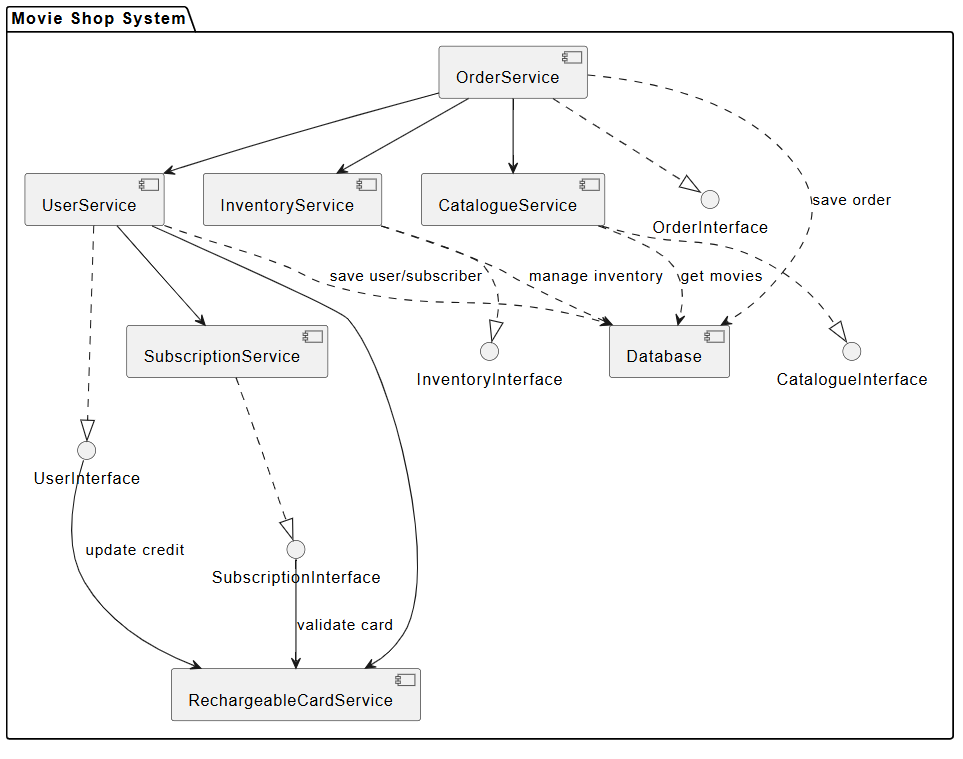 Movie Shop System
OrderService
UserService
InventoryService
CatalogueService
save order
OrderInterface
save user/subscriber
manage inventory
get movies
SubscriptionService
Database
InventoryInterface
CatalogueInterface
UserInterface
update credit
SubscriptionInterface
validate card
RechargeableCardService